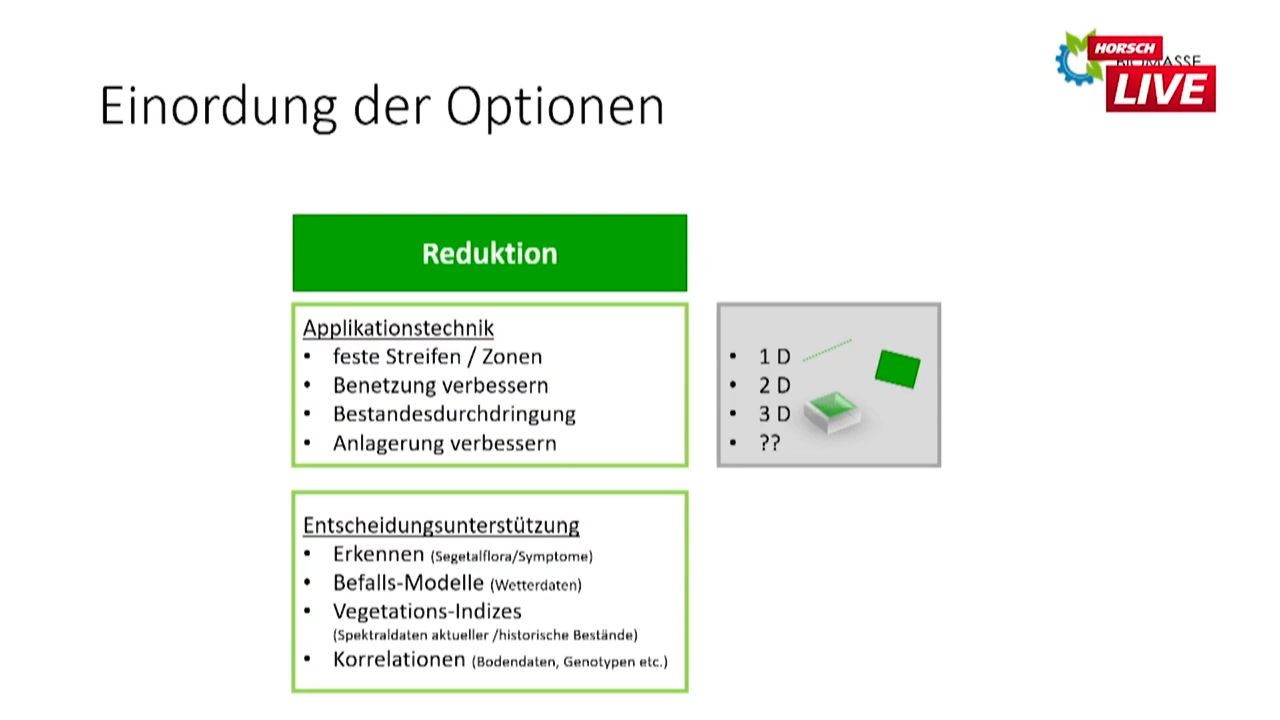 HORSCH
LIVE
Einordung der Optionen
Reduktion
Applikationstechnik
• feste Streifen / Zonen
• Benetzung verbessern
• Bestandesdurchdringung
• Anlagerung verbessern
• 1 D
• 2 D
• 3 D
• ??
Entscheidungsunterstützung
• Erkennen (Segetalflora/Symptome)
• Befalls-Modelle (Wetterdaten)
• Vegetations-Indizes
(Spektraldaten aktueller /historische Bestände)
• Korrelationen (Bodendaten, Genotypen etc.)